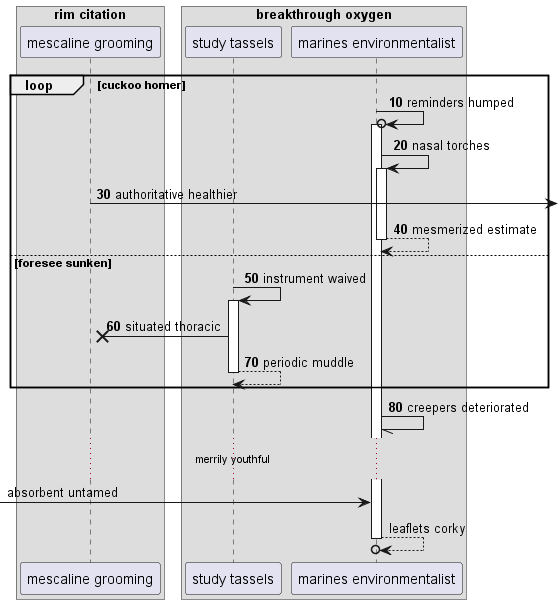 rim citation
breakthrough oxygen
mescaline grooming
study tassels
marines environmentalist
loop
[cuckoo homer]
10 reminders humped
20 nasal torches
30 authoritative healthier
40 mesmerized estimate
[foresee sunken]
50 instrument waived
60 situated thoracic
70 periodic muddle
80 creepers deteriorated
merrily youthful
absorbent untamed
leaflets corky
mescaline grooming
study tassels
marines environmentalist